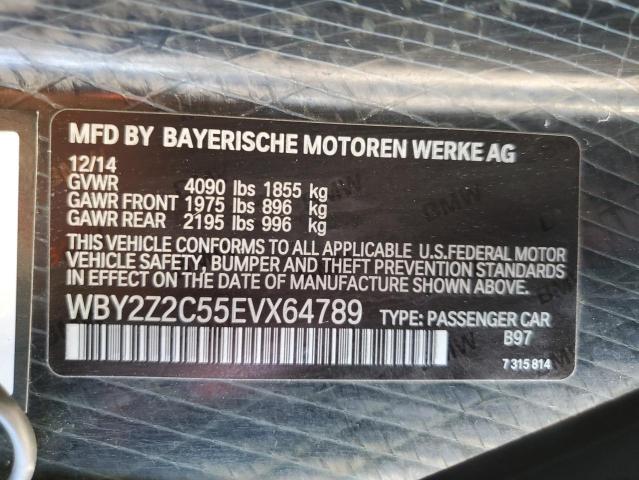 MFD BY BAYERISCHE MOTOREN WERKE AG
12/14
GVWR 4090 lbs 1855 kg
GAWR FRONT 1975 lbs 896 kg
GAWR REAR 2195 lbs 996 kg
THIS VEHICLE CONFORMS TO ALL APPLICABLE U.S.FEDERAL MOTOR
VEHICLE SAFETY, BUMPER AND THEFT PREVENTION STANDARDS
IN EFFECT ON THE DATE OF MANUFACTURE SHOWN ABOVE.
WBY2Z2C55EVX64789 TYPE: PASSENGER CAR
B97
7 315 814